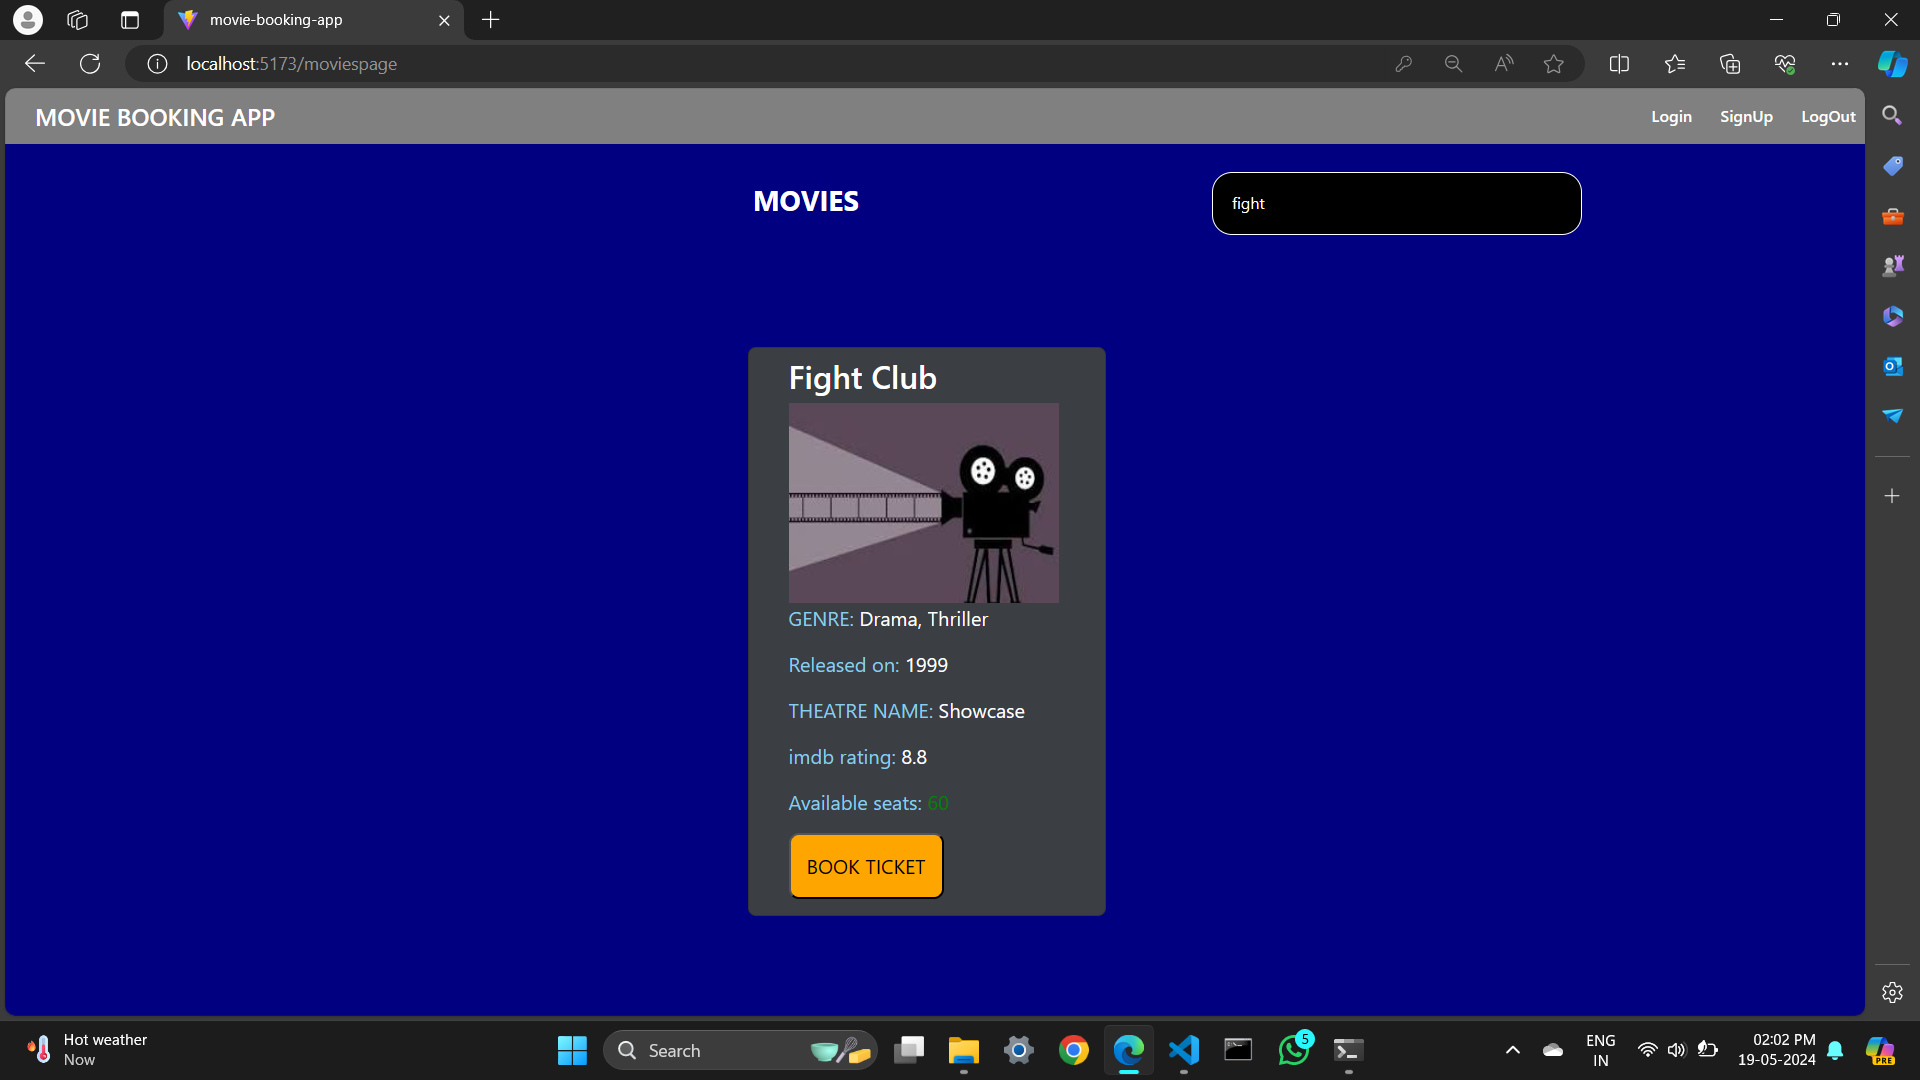 movie-booking-app
localhost:5173/moviespage
MOVIE BOOKING APP
Login SignUp LogOut
MOVIES
fight
Fight Club
GENRE: Drama, Thriller
Released on: 1999
THEATRE NAME: Showcase
imdb rating: 8.8
Available seats: 60
BOOK TICKET
Hot weather
Now
Search
5
ENG
IN
02:02 PM
19-05-2024
PRE